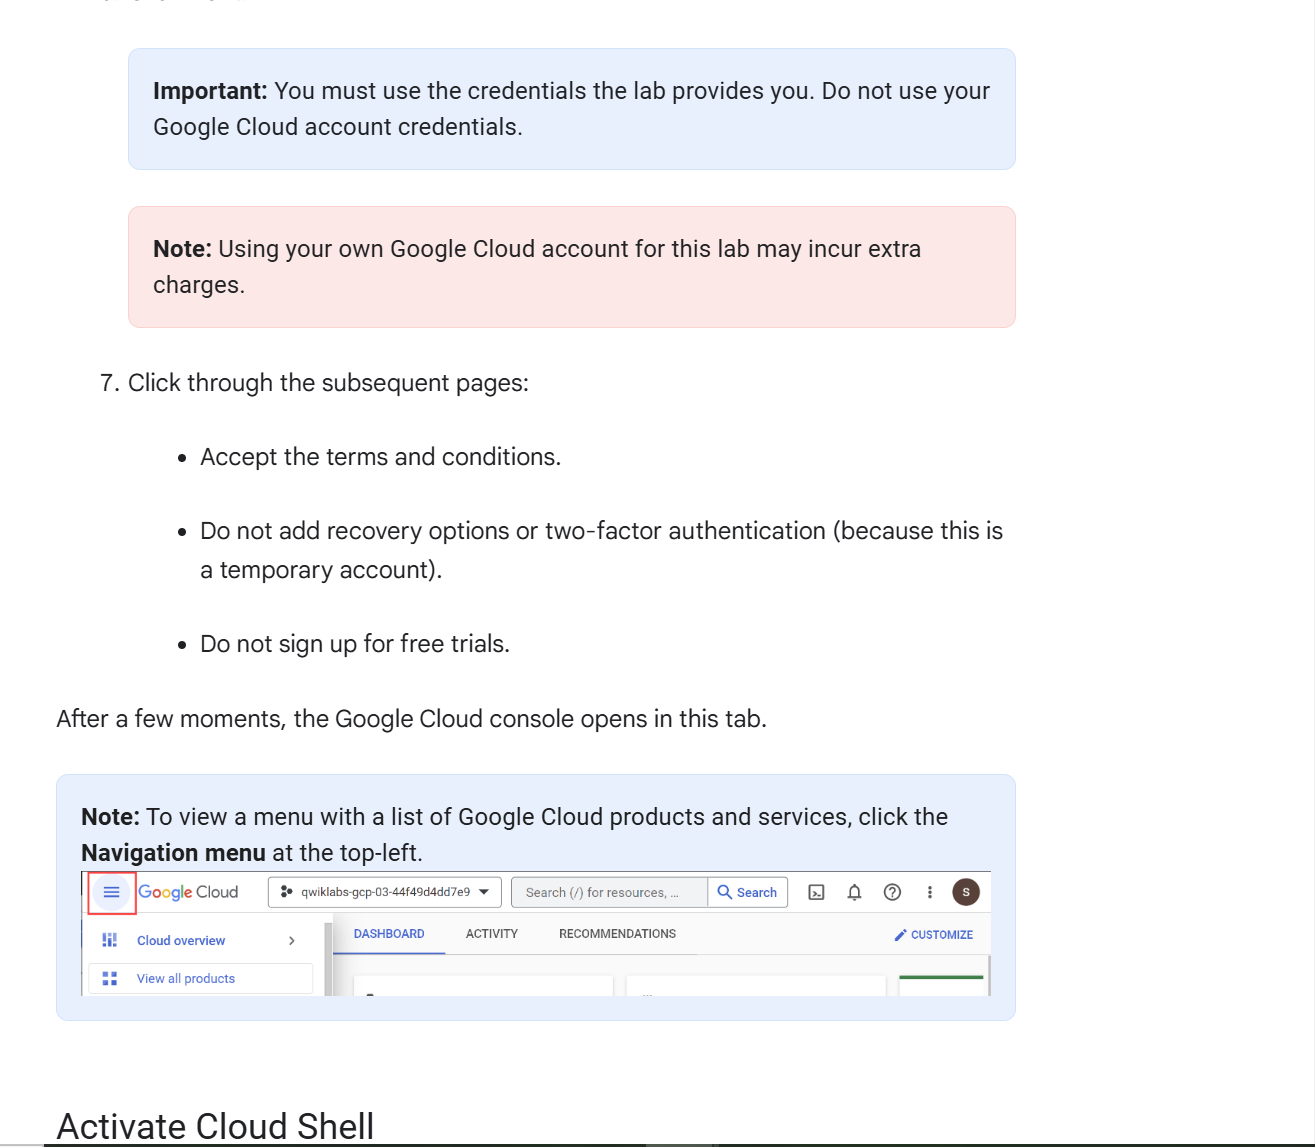 Important: You must use the credentials the lab provides you. Do not use your
Google Cloud account credentials.
Note: Using your own Google Cloud account for this lab may incur extra
charges.
7. Click through the subsequent pages:
• Accept the terms and conditions.
• Do not add recovery options or two-factor authentication (because this is
a temporary account).
• Do not sign up for free trials.
After a few moments, the Google Cloud console opens in this tab.
Note: To view a menu with a list of Google Cloud products and services, click the
Navigation menu at the top-left.
Google Cloud qwiklabs-gcp-03-44f49d4dd7e9 Search (/) for resources, ... Search S
Cloud overview DASHBOARD ACTIVITY RECOMMENDATIONS CUSTOMIZE
View all products
Activate Cloud Shell